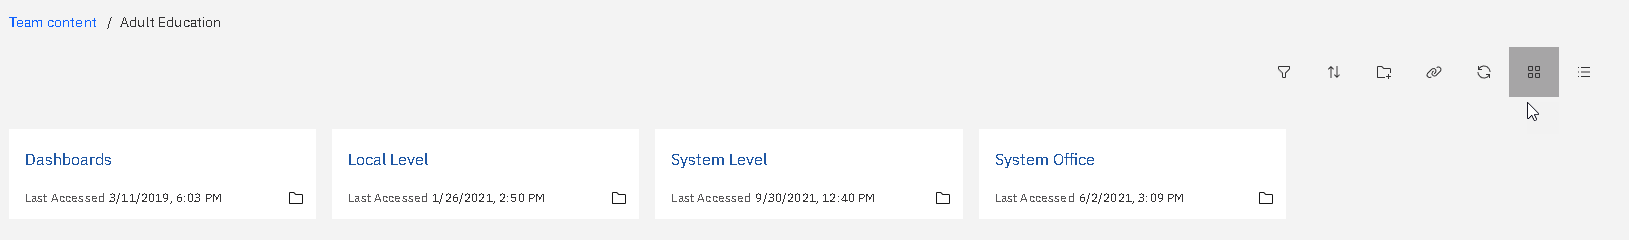 Team content / Adult Education
Dashboards
Last Accessed 3/11/2019, 6:03 PM
Local Level
Last Accessed 1/26/2021, 2:50 PM
System Level
Last Accessed 9/30/2021, 12:40 PM
System Office
Last Accessed 6/2/2021, 3:09 PM